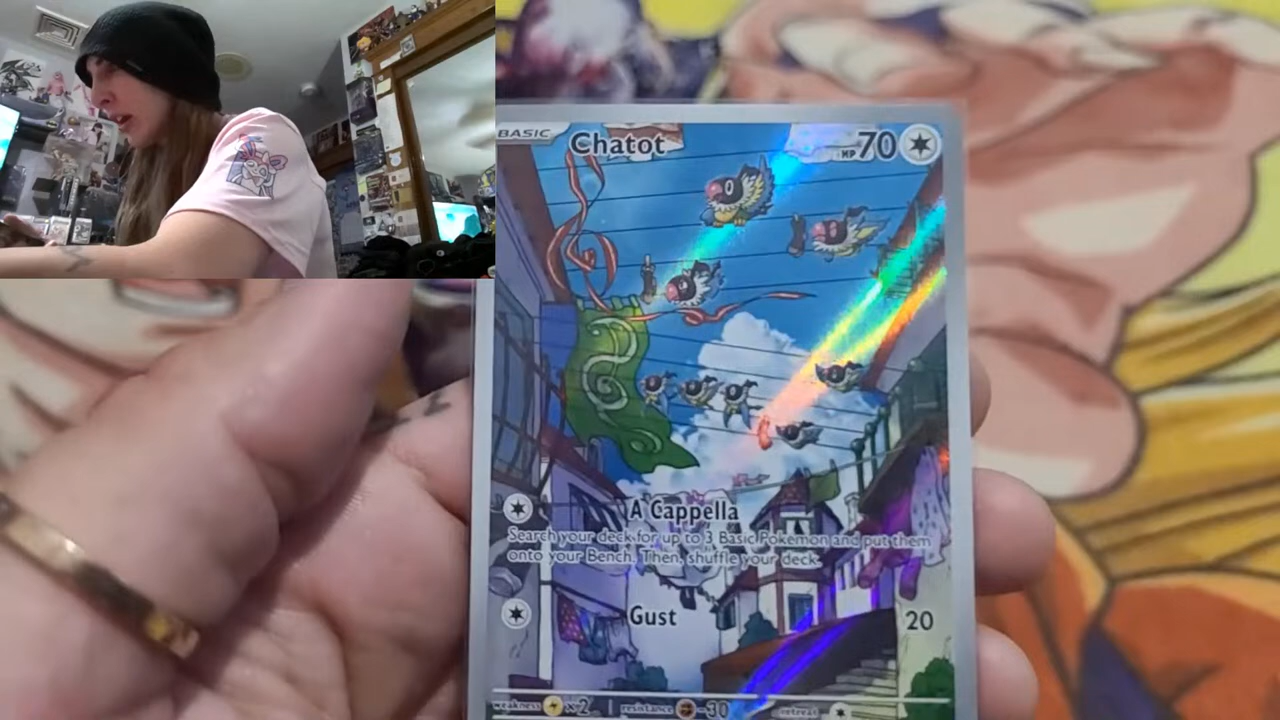 BASIC Chatot HP 70
A Cappella
Search your deck for up to 3 Basic Pokémon and put them
onto your Bench. Then, shuffle your deck.
Gust 20
weakness x2 resistance -30 retreat